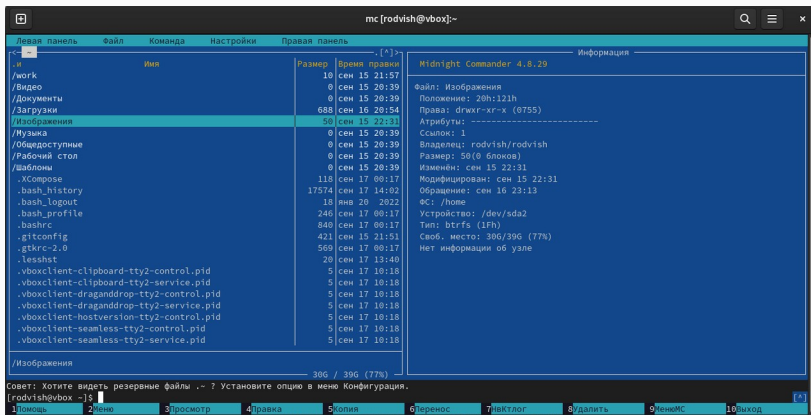 mc [rodvish@vbox]:~
Левая панель Файл Команда Настройки Правая панель
<- ~ .[^]>
.и Имя Размер Время правки
/work 10 сен 15 21:57
/Видео 0 сен 15 20:39
/Документы 0 сен 15 20:39
/Загрузки 688 сен 16 20:54
/Изображения 50 сен 15 22:31
/Музыка 0 сен 15 20:39
/Общедоступные 0 сен 15 20:39
/Рабочий стол 0 сен 15 20:39
/Шаблоны 0 сен 15 20:39
.XCompose 118 сен 17 00:17
.bash_history 17574 сен 17 14:02
.bash_logout 18 янв 20 2022
.bash_profile 246 сен 17 00:17
.bashrc 840 сен 17 00:17
.gitconfig 421 сен 15 21:51
.gtkrc-2.0 569 сен 17 00:17
.lesshst 20 сен 17 13:40
.vboxclient-clipboard-tty2-control.pid 5 сен 17 10:18
.vboxclient-clipboard-tty2-service.pid 5 сен 17 10:18
.vboxclient-draganddrop-tty2-control.pid 5 сен 17 10:18
.vboxclient-draganddrop-tty2-service.pid 5 сен 17 10:18
.vboxclient-hostversion-tty2-control.pid 5 сен 17 10:18
.vboxclient-seamless-tty2-control.pid 5 сен 17 10:18
.vboxclient-seamless-tty2-service.pid 5 сен 17 10:18
/Изображения
30G / 39G (77%)
Информация
Midnight Commander 4.8.29
Файл: Изображения
Положение: 20h:121h
Права: drwxr-xr-x (0755)
Атрибуты: -------------------------
Ссылок: 1
Владелец: rodvish/rodvish
Размер: 50(0 блоков)
Изменён: сен 15 22:31
Модифицирован: сен 15 22:31
Обращение: сен 16 23:13
ФС: /home
Устройство: /dev/sda2
Тип: btrfs (1Fh)
Своб. место: 30G/39G (77%)
Нет информации об узле
Совет: Хотите видеть резервные файлы .~ ? Установите опцию в меню Конфигурация.
[rodvish@vbox ~]$ [^]
1Помощь 2Меню 3Просмотр 4Правка 5Копия 6Перенос 7НвКтлог 8Удалить 9МенюMC 10Выход